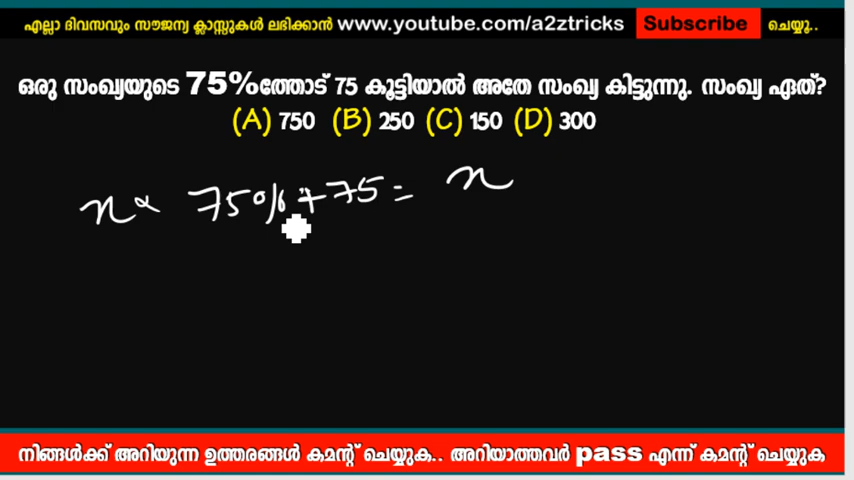 എല്ലാ ദിവസവും സൗജന്യ ക്ലാസ്സുകൾ ലഭിക്കാൻ www.youtube.com/a2ztricks Subscribe ചെയ്യൂ..
ഒരു സംഖ്യയുടെ 75%ത്തോട് 75 കൂട്ടിയാൽ അതേ സംഖ്യ കിട്ടുന്നു. സംഖ്യ ഏത്?
(A) 750 (B) 250 (C) 150 (D) 300
n × 75% + 75 = n
നിങ്ങൾക്ക് അറിയുന്ന ഉത്തരങ്ങൾ കമന്റ് ചെയ്യുക.. അറിയാത്തവർ pass എന്ന് കമന്റ് ചെയ്യുക